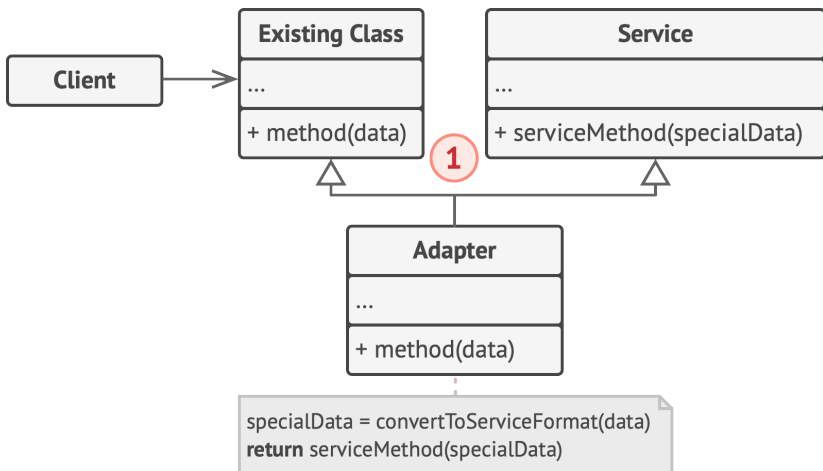 Client
Existing Class
...
+ method(data)
Service
...
+ serviceMethod(specialData)
1
Adapter
...
+ method(data)
specialData = convertToServiceFormat(data)
return serviceMethod(specialData)